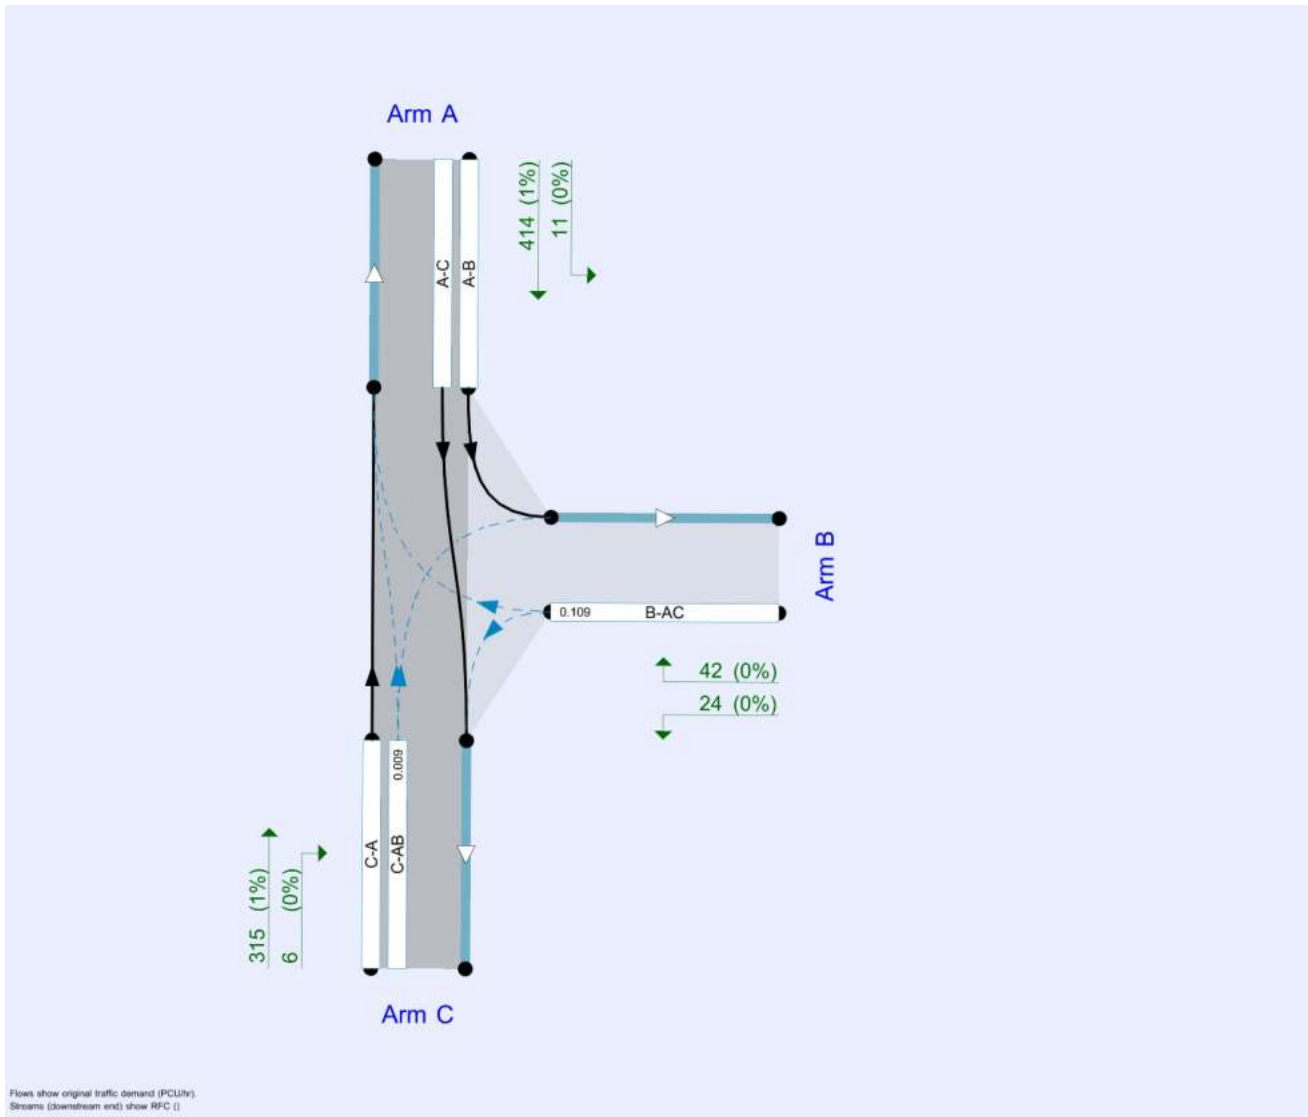 Arm A
414 (1%)
11 (0%)
A-C
A-B
Arm B
0.109 B-AC
42 (0%)
24 (0%)
0.009
C-A
C-AB
315 (1%)
6 (0%)
Arm C
Flows show original traffic demand (PCU/hr).
Streams (downstream end) show RFC ()